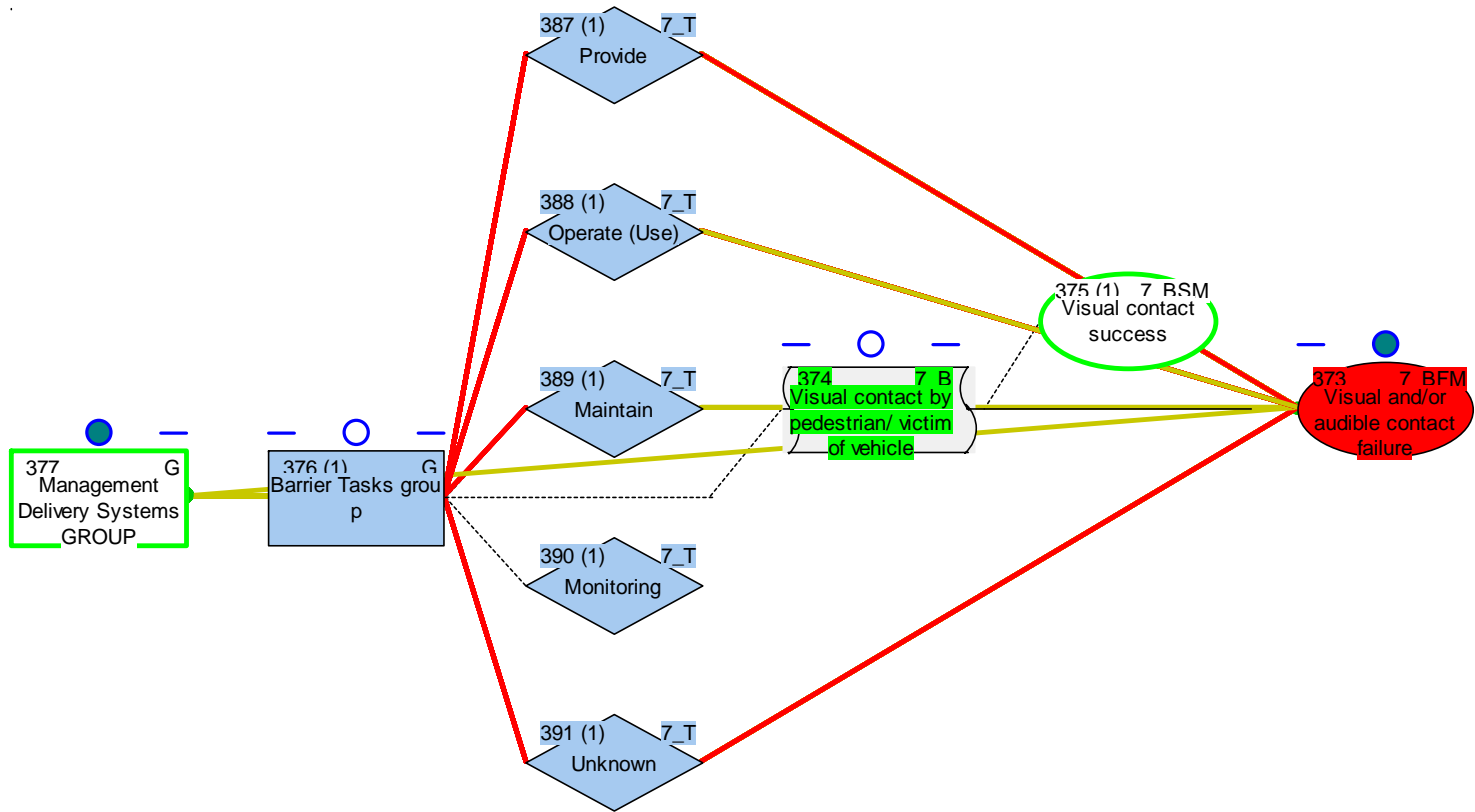 387 (1) 7_T
Provide
388 (1) 7_T
Operate (Use)
375 (1) 7_BSM
Visual contact
success
389 (1) 7_T
Maintain
374 7_B
Visual contact by
pedestrian/ victim
of vehicle
373 7_BFM
Visual and/or
audible contact
failure
377 G
Management
Delivery Systems
GROUP
376 (1) G
Barrier Tasks grou
p
390 (1) 7_T
Monitoring
391 (1) 7_T
Unknown